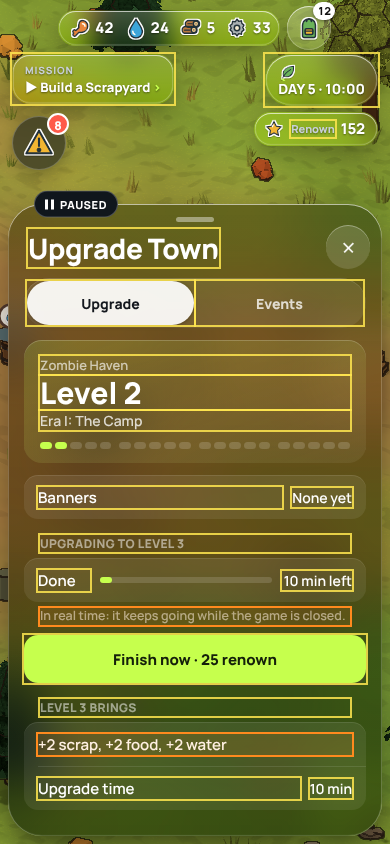 42 24 5 33 12
MISSION
▶ Build a Scrapyard ›
DAY 5 · 10:00
8
Renown 152
PAUSED
Upgrade Town
×
Upgrade Events
Zombie Haven
Level 2
Era I: The Camp
Banners None yet
UPGRADING TO LEVEL 3
Done 10 min left
In real time: it keeps going while the game is closed.
Finish now · 25 renown
LEVEL 3 BRINGS
+2 scrap, +2 food, +2 water
Upgrade time 10 min